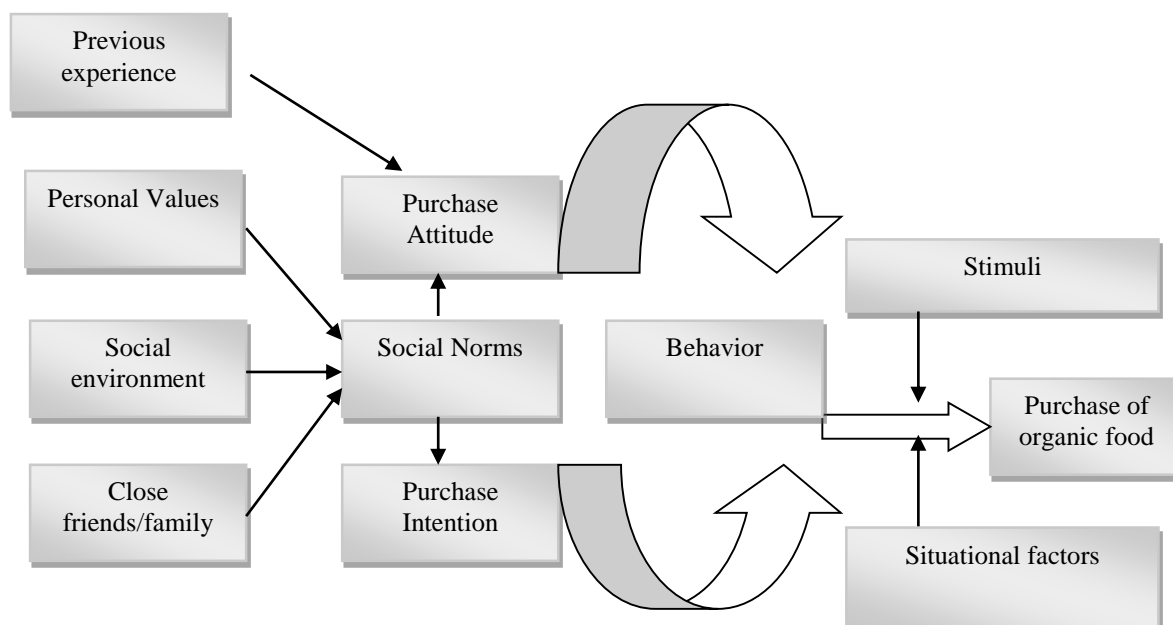 Previous
experience
Personal Values
Purchase
Attitude
Stimuli
Social
environment
Social Norms
Behavior
Purchase of
organic food
Close
friends/family
Purchase
Intention
Situational factors